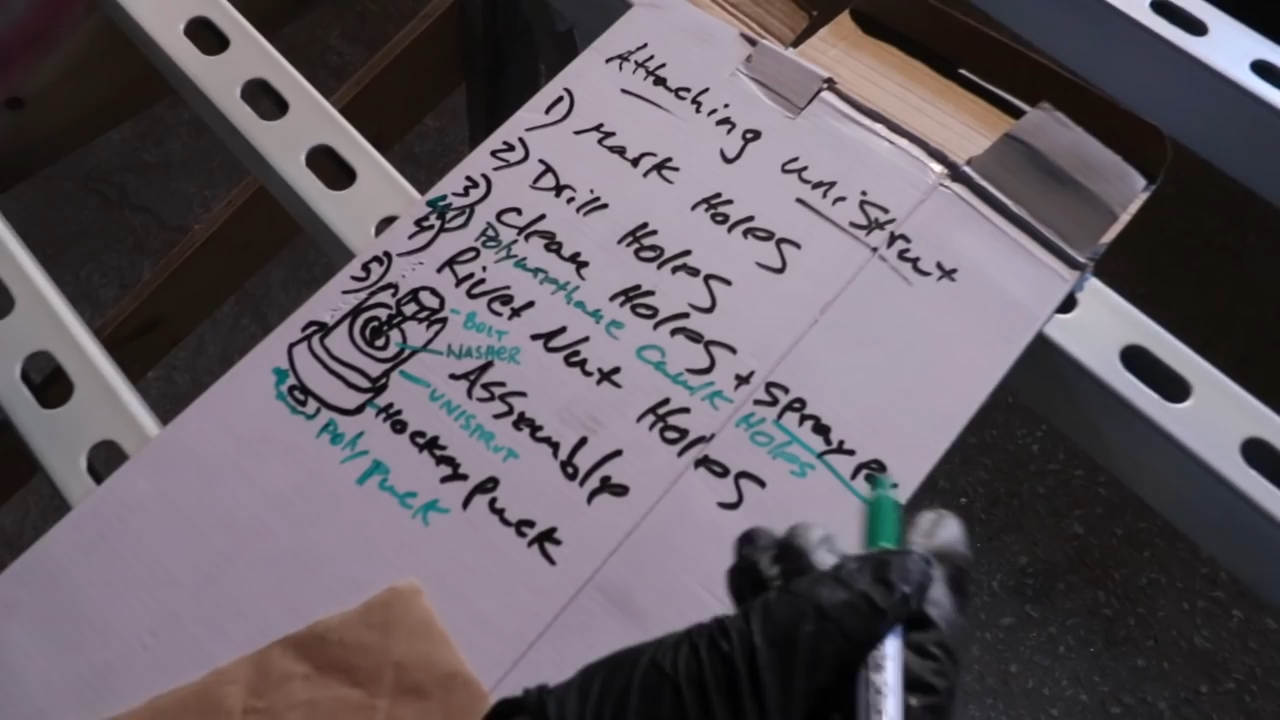 Attaching uniStrut
1) Mark Holes
2) Drill Holes
3) Clean Holes + Spray
Polyurethane Caulk Holes
4) Rivet Nut Holes
5) Assembly
BOLT
WASHER
UNISTRUT
Hockey Puck
Poly Puck